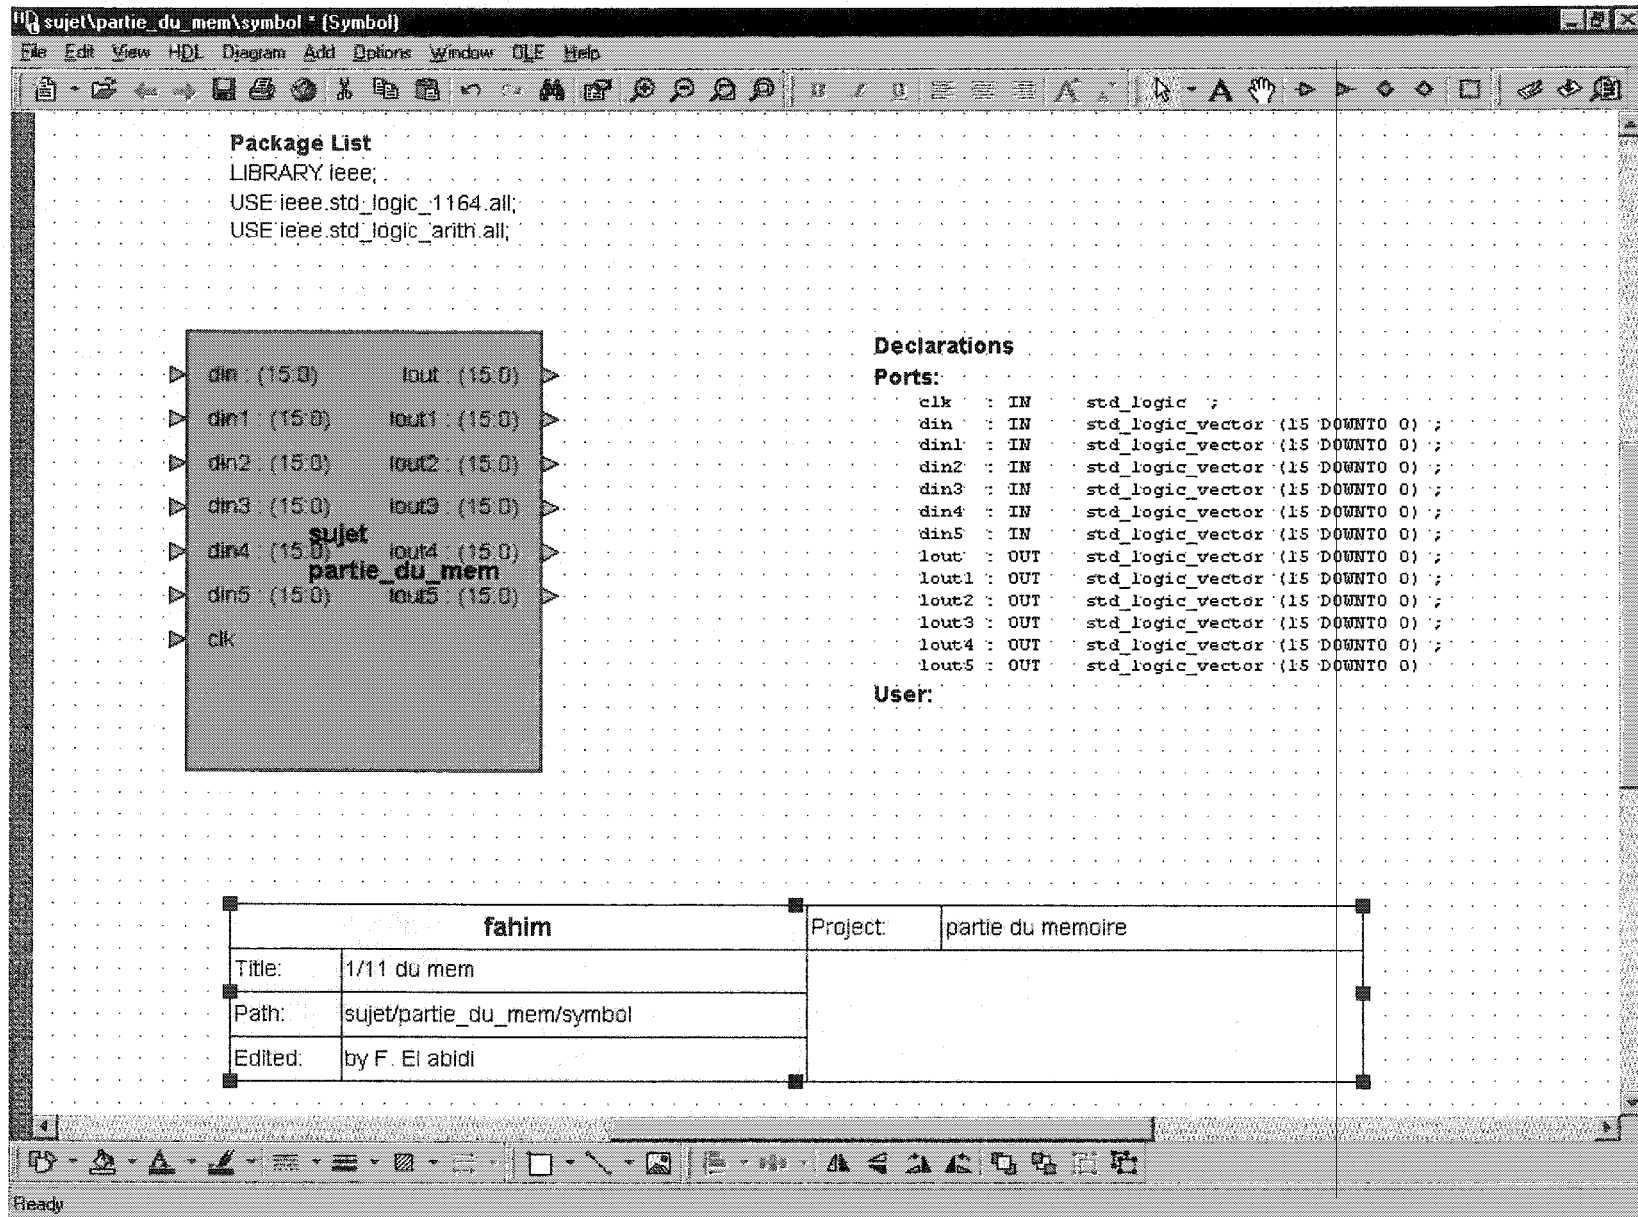 sujet\partie_du_mem\symbol * (Symbol)
File Edit View HDL Diagram Add Options Window OLE Help
Package List
LIBRARY ieee;
USE ieee.std_logic_1164.all;
USE ieee.std_logic_arith.all;
din : (15:0) lout : (15:0)
din1 : (15:0) lout1 : (15:0)
din2 : (15:0) lout2 : (15:0)
din3 : (15:0) lout3 : (15:0)
sujet
din4 : (15:0) lout4 : (15:0)
partie_du_mem
din5 : (15:0) lout5 : (15:0)
clk
Declarations
Ports:
clk : IN std_logic ;
din : IN std_logic_vector (15 DOWNTO 0) ;
din1 : IN std_logic_vector (15 DOWNTO 0) ;
din2 : IN std_logic_vector (15 DOWNTO 0) ;
din3 : IN std_logic_vector (15 DOWNTO 0) ;
din4 : IN std_logic_vector (15 DOWNTO 0) ;
din5 : IN std_logic_vector (15 DOWNTO 0) ;
lout : OUT std_logic_vector (15 DOWNTO 0) ;
lout1 : OUT std_logic_vector (15 DOWNTO 0) ;
lout2 : OUT std_logic_vector (15 DOWNTO 0) ;
lout3 : OUT std_logic_vector (15 DOWNTO 0) ;
lout4 : OUT std_logic_vector (15 DOWNTO 0) ;
lout5 : OUT std_logic_vector (15 DOWNTO 0)
User:
fahim
Project: partie du memoire
Title: 1/11 du mem
Path: sujet/partie_du_mem/symbol
Edited: by F. El abidi
Ready